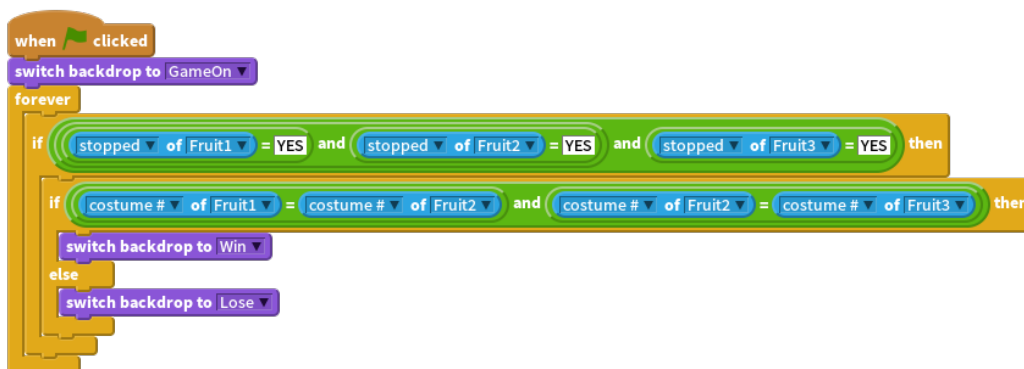 when clicked
switch backdrop to GameOn
forever
if stopped of Fruit1 = YES and stopped of Fruit2 = YES and stopped of Fruit3 = YES then
if costume # of Fruit1 = costume # of Fruit2 and costume # of Fruit2 = costume # of Fruit3 then
switch backdrop to Win
else
switch backdrop to Lose